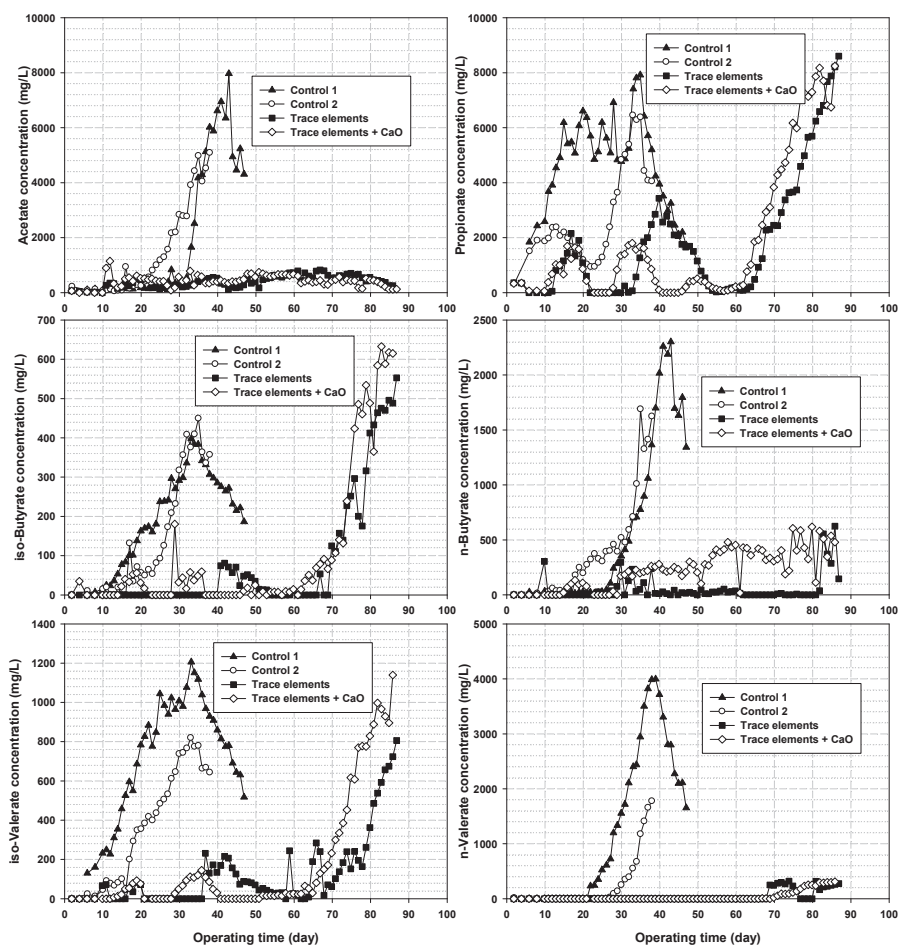 Acetate concentration (mg/L)
10000
8000
6000
4000
2000
0
Control 1
Control 2
Trace elements
Trace elements + CaO
0 10 20 30 40 50 60 70 80 90 100
Propionate concentration (mg/L)
10000
8000
6000
4000
2000
0
Control 1
Control 2
Trace elements
Trace elements + CaO
0 10 20 30 40 50 60 70 80 90 100
iso-Butyrate concentration (mg/L)
700
600
500
400
300
200
100
0
Control 1
Control 2
Trace elements
Trace elements + CaO
0 10 20 30 40 50 60 70 80 90 100
n-Butyrate concentration (mg/L)
2500
2000
1500
1000
500
0
Control 1
Control 2
Trace elements
Trace elements + CaO
0 10 20 30 40 50 60 70 80 90 100
iso-Valerate concentration (mg/L)
1400
1200
1000
800
600
400
200
0
Control 1
Control 2
Trace elements
Trace elements + CaO
0 10 20 30 40 50 60 70 80 90 100
Operating time (day)
n-Valerate concentration (mg/L)
5000
4000
3000
2000
1000
0
Control 1
Control 2
Trace elements
Trace elements + CaO
0 10 20 30 40 50 60 70 80 90 100
Operating time (day)